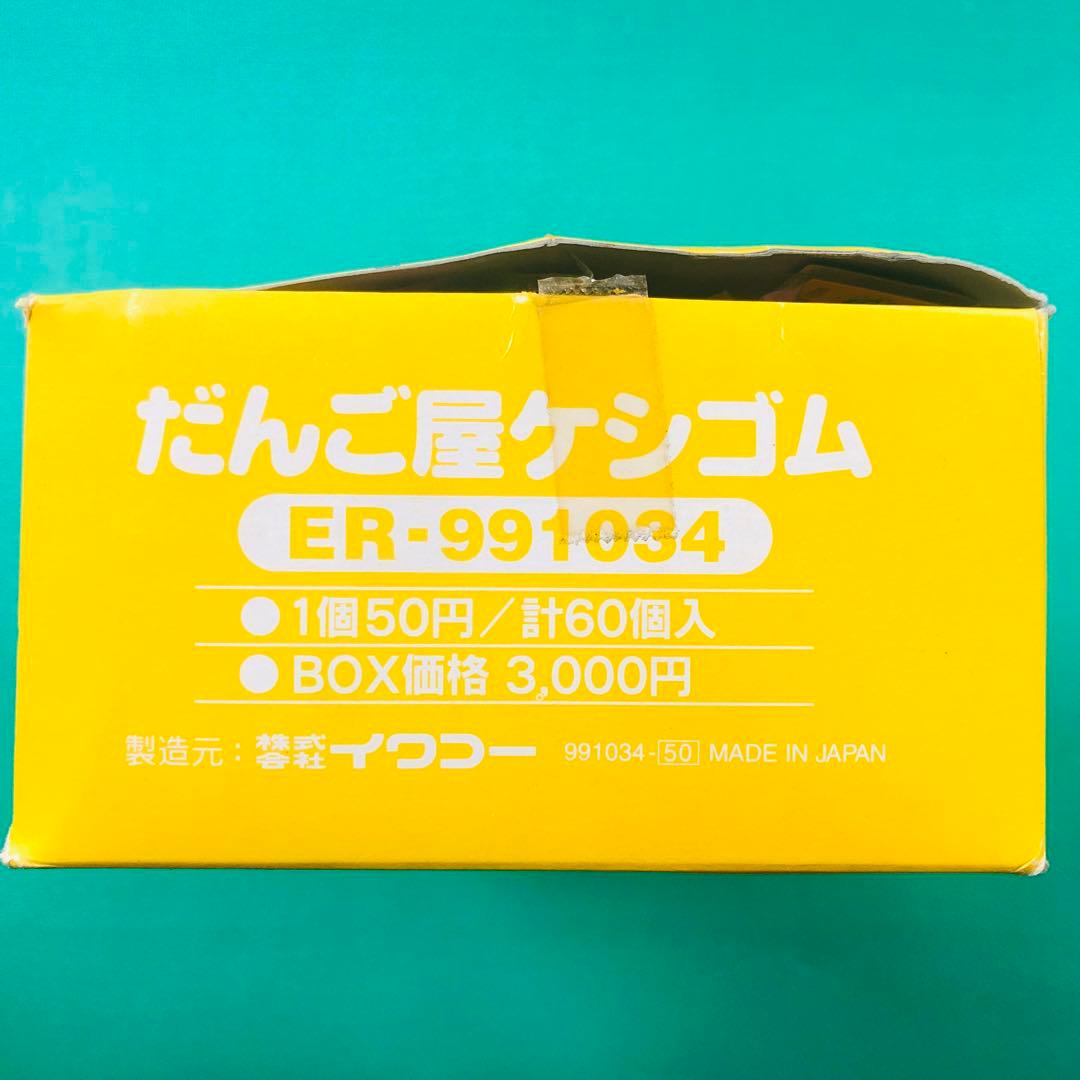 だんご屋ケシゴム
ER-991034
●1個50円/計60個入
●BOX価格 3,000円
製造元:株式会社イワコー 991034-50 MADE IN JAPAN